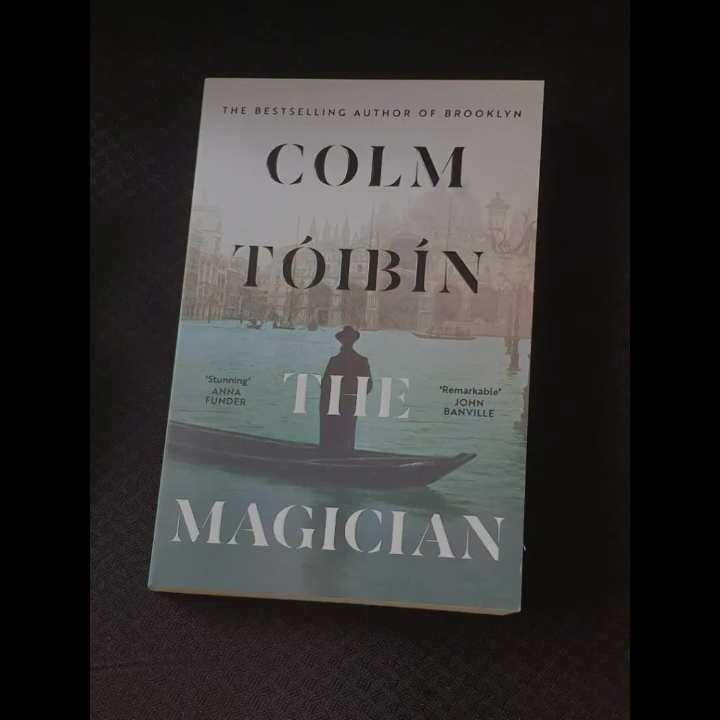 THE BESTSELLING AUTHOR OF BROOKLYN
COLM
TÓIBÍN
'Stunning'
ANNA
FUNDER
THE
'Remarkable'
JOHN
BANVILLE
MAGICIAN